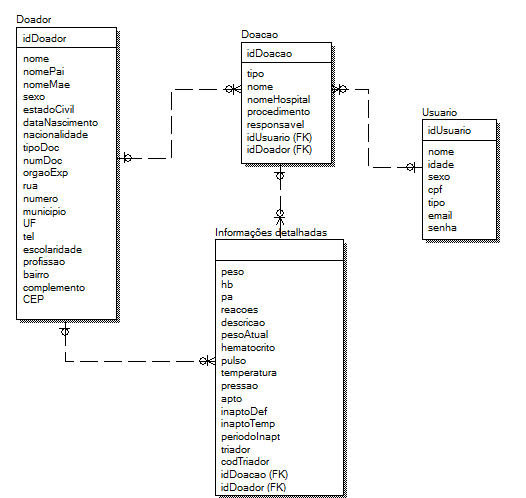 Doador
idDoador
nome
nomePai
nomeMae
sexo
estadoCivil
dataNascimento
nacionalidade
tipoDoc
numDoc
orgaoExp
rua
numero
municipio
UF
tel
escolaridade
profissao
bairro
complemento
CEP
Doacao
idDoacao
tipo
nome
nomeHospital
procedimento
responsavel
idUsuario (FK)
idDoador (FK)
Usuario
idUsuario
nome
idade
sexo
cpf
tipo
email
senha
Informações detalhadas
peso
hb
pa
reacoes
descricao
pesoAtual
hematocrito
pulso
temperatura
pressao
apto
inaptoDef
inaptoTemp
periodoInapt
triador
codTriador
idDoacao (FK)
idDoador (FK)